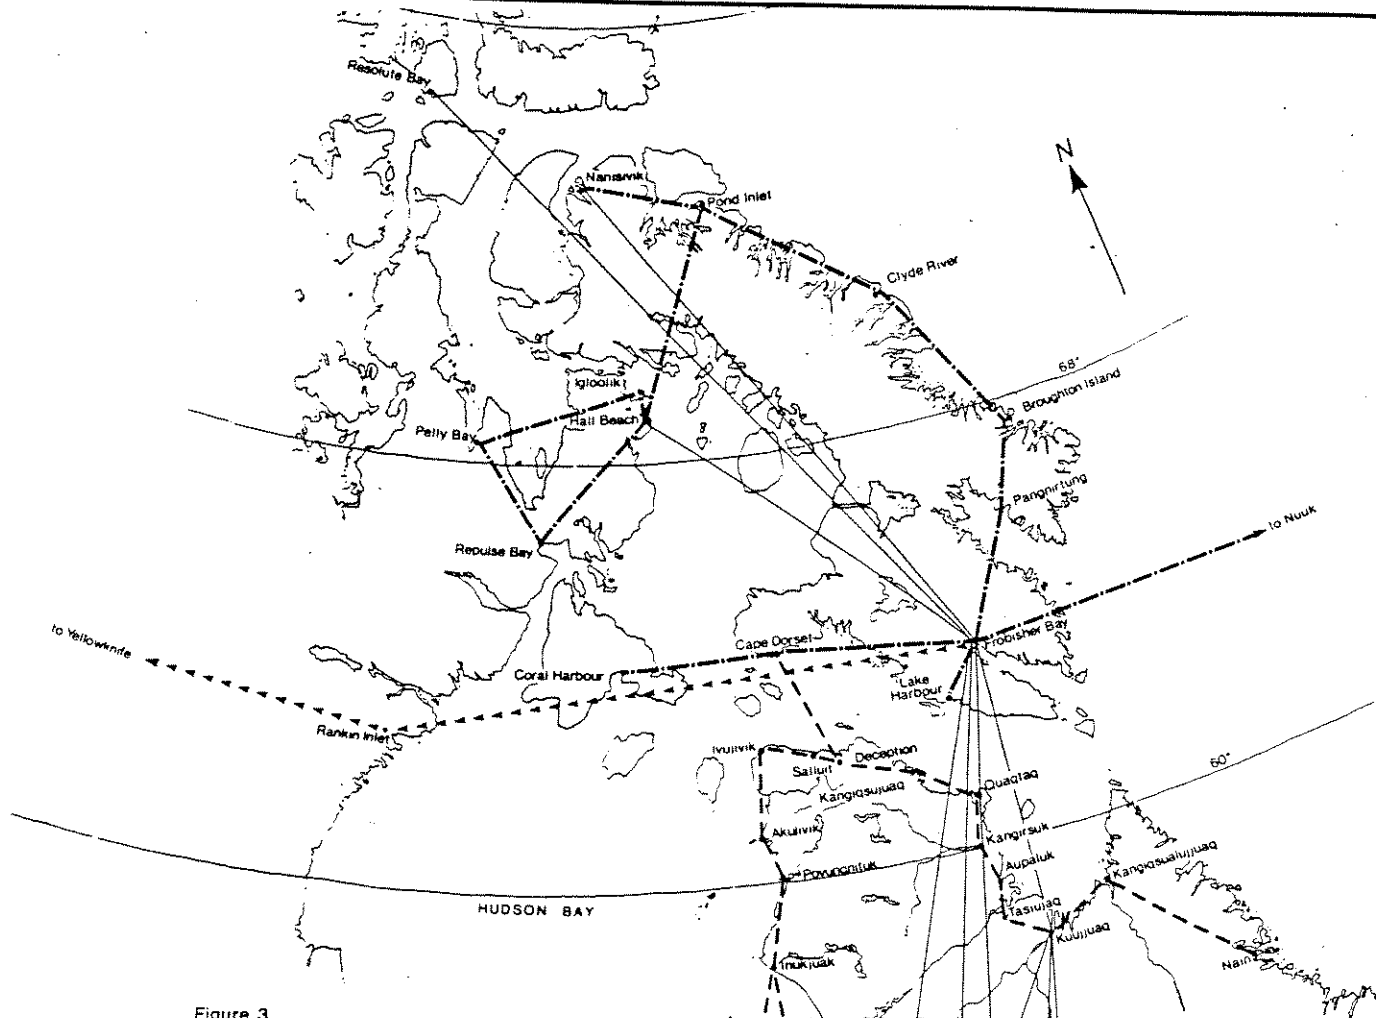 Resolute Bay
N
Nanisivik
Pond Inlet
Clyde River
68°
Broughton Island
Igloolik
Hall Beach
Pelly Bay
Pangnirtung
to Nuuk
Repulse Bay
to Yellowknife
Cape Dorset
Frobisher Bay
Coral Harbour
Lake
Harbour
Rankin Inlet
Ivujivik
Deception
60°
Salluit
Quaqtaq
Kangiqsujuaq
Akulivik
Kangirsuk
Aupaluk
Kangiqsualujjuaq
Povungnituk
HUDSON BAY
Tasiujaq
Kuujjuaq
Nain
Inukjuak
Figure 3